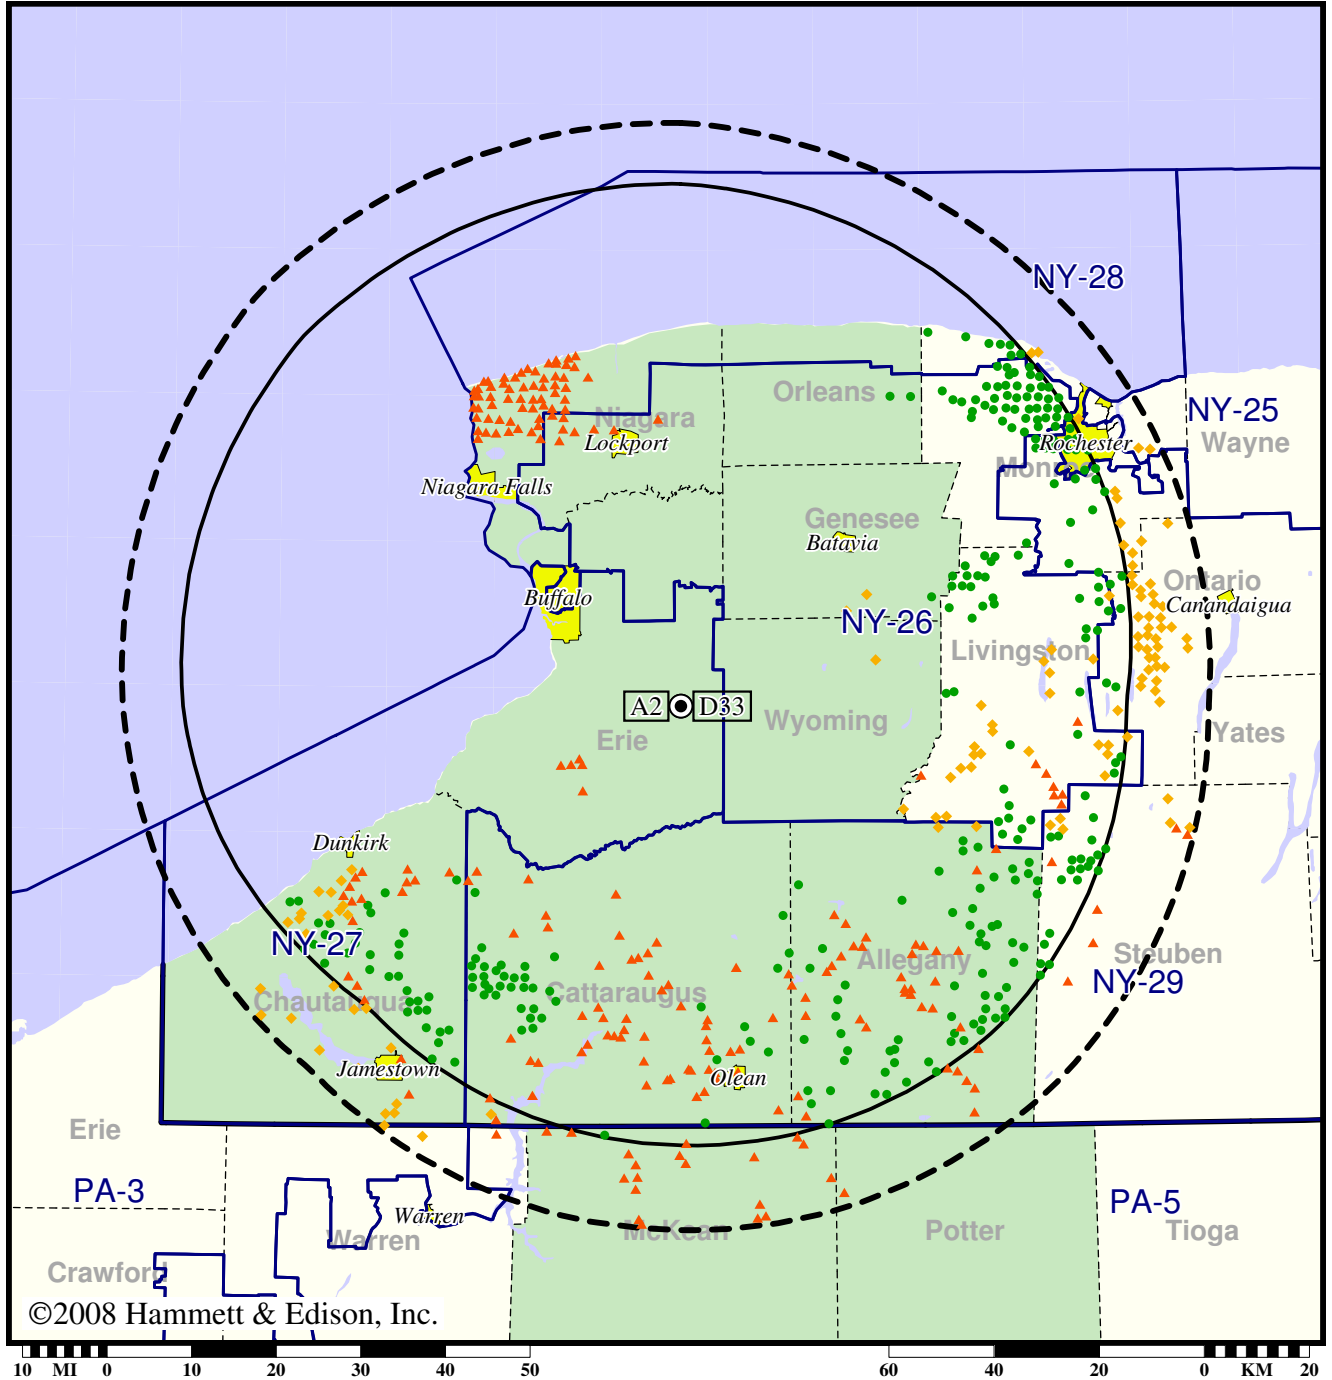 NY-28
Orleans
NY-25
Niagara
Wayne
Lockport
Rochester
Monroe
Niagara Falls
Genesee
Batavia
Ontario
Buffalo
Canandaigua
NY-26
Livingston
A2 D33
Wyoming
Erie
Yates
Dunkirk
NY-27
Steuben
Allegany
NY-29
Chautauqua
Cattaraugus
Jamestown
Olean
Erie
PA-3
PA-5
Warren
McKean
Potter
Tioga
Warren
Crawford
©2008 Hammett & Edison, Inc.
10 MI 0 10 20 30 40 50 60 40 20 0 KM 20